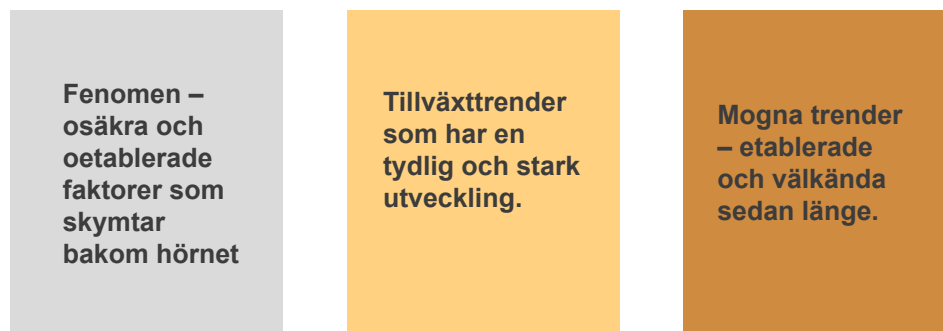 Fenomen –
osäkra och
oetablerade
faktorer som
skymtar
bakom hörnet
Tillväxttrender
som har en
tydlig och stark
utveckling.
Mogna trender
– etablerade
och välkända
sedan länge.